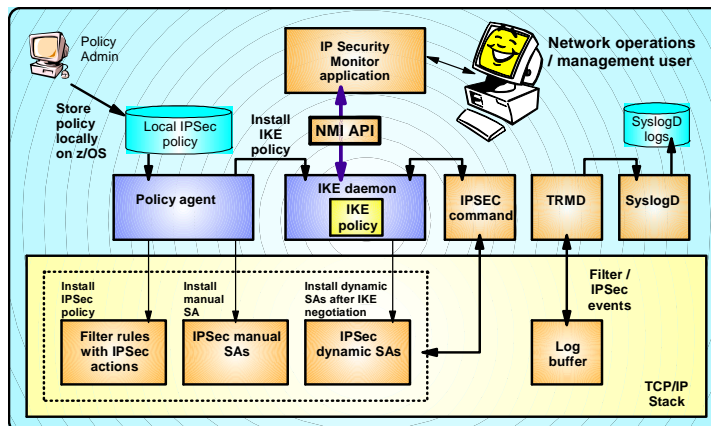 Policy
Admin
IP Security
Monitor
application
Network operations
/ management user
Store
policy
locally
on z/OS
Local IPSec
policy
Install
IKE
policy
NMI API
SyslogD
logs
Policy agent
IKE daemon
IKE
policy
IPSEC
command
TRMD
SyslogD
Install
IPSec
policy
Install
manual
SA
Install dynamic
SAs after IKE
negotiation
Filter /
IPSec
events
Filter rules
with IPSec
actions
IPSec manual
SAs
IPSec
dynamic SAs
Log
buffer
TCP/IP
Stack